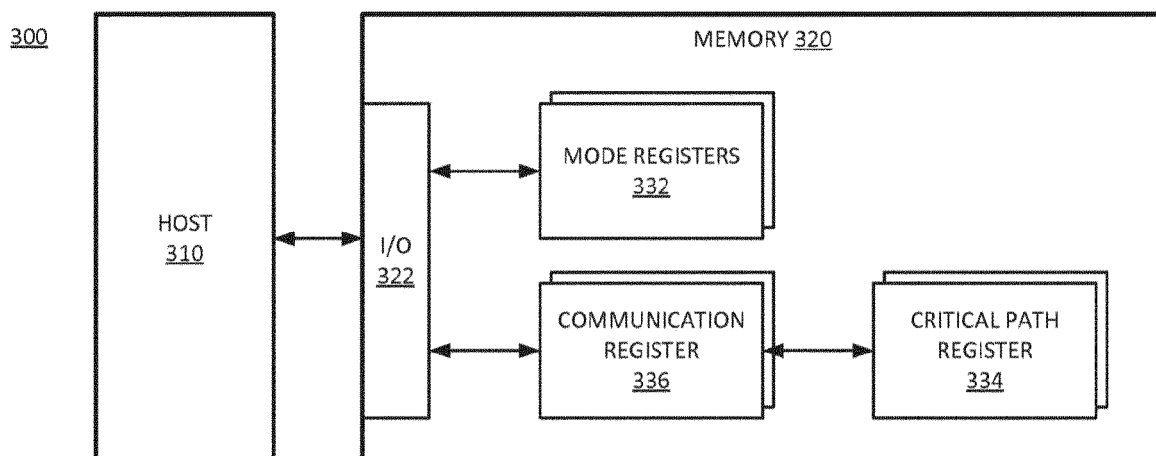 300
MEMORY 320
MODE REGISTERS
332
HOST
310
I/O
322
COMMUNICATION
REGISTER
336
CRITICAL PATH
REGISTER
334